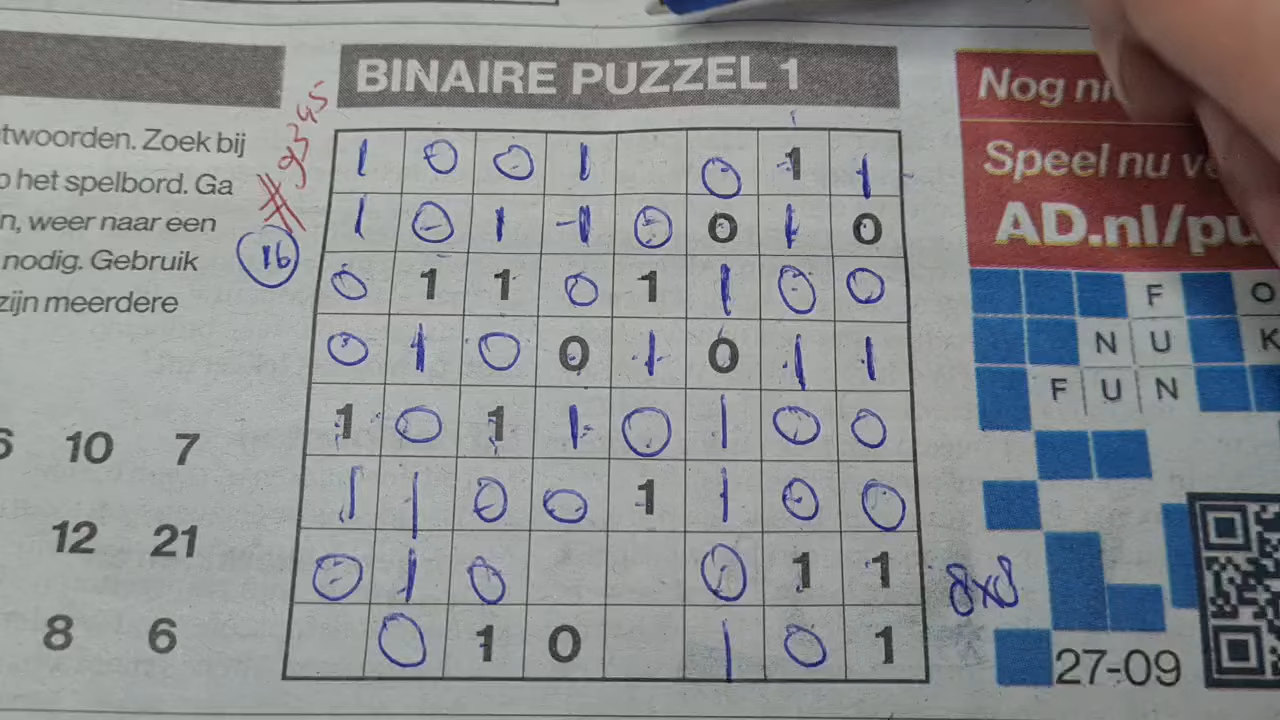 BINAIRE PUZZEL 1
#9345
16
twoorden. Zoek bij
het spelbord. Ga
n, weer naar een
nodig. Gebruik
zijn meerdere
10 7
12 21
8 6
1 0 0 1 0 1 1
1 0 1 1 0 0 1 0
0 1 1 0 1 1 0 0
0 1 0 0 1 0 1 1
1 0 1 1 0 1 0 0
1 1 0 0 1 1 0 0
0 1 0 0 1 1
0 1 0 1 0 1
8x8
Nog ni
Speel nu ve
AD.nl/pu
F O
N U K
F U N
27-09